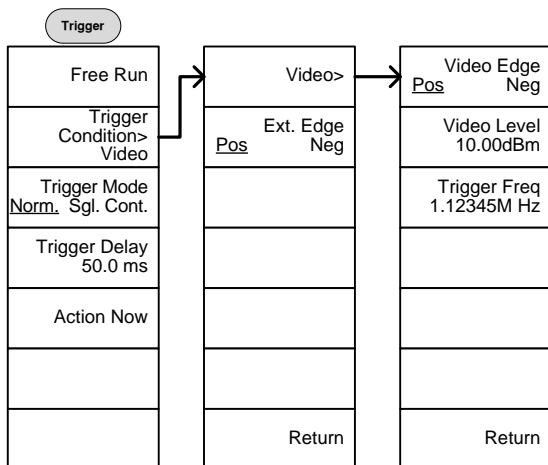 Trigger
Free Run
Trigger
Condition>
Video
Trigger Mode
Norm. Sgl. Cont.
Trigger Delay
50.0 ms
Action Now
Video>
Ext. Edge
Pos Neg
Return
Video Edge
Pos Neg
Video Level
10.00dBm
Trigger Freq
1.12345M Hz
Return